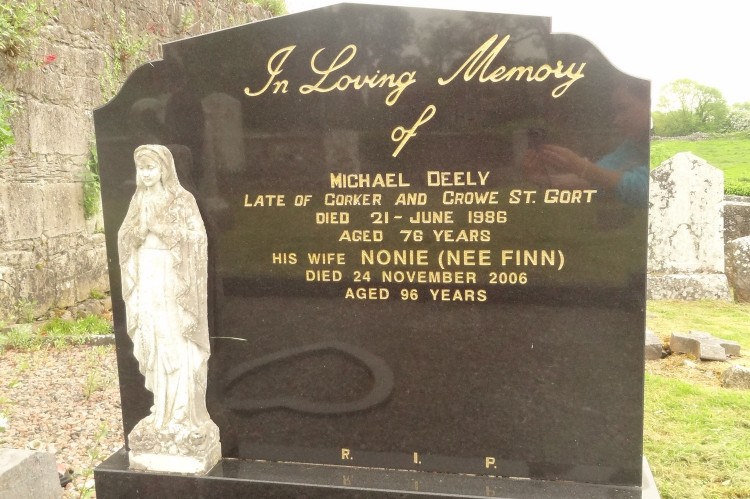 In Loving Memory
of
MICHAEL DEELY
LATE OF CORKER AND CROWE ST. GORT
DIED 21-JUNE 1986
AGED 76 YEARS
HIS WIFE NONIE (NEE FINN)
DIED 24 NOVEMBER 2006
AGED 96 YEARS
R. I. P.